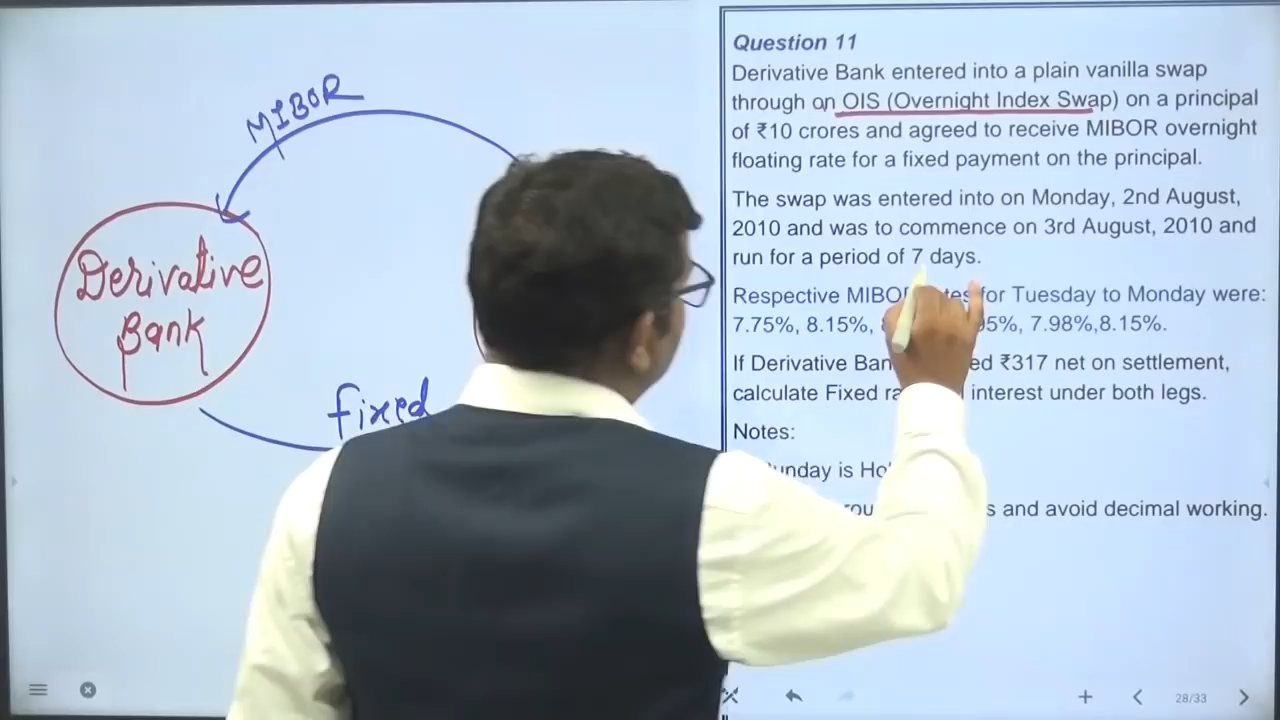 MIBOR
Derivative
Bank
fixed
Question 11
Derivative Bank entered into a plain vanilla swap
through on OIS (Overnight Index Swap) on a principal
of ₹10 crores and agreed to receive MIBOR overnight
floating rate for a fixed payment on the principal.
The swap was entered into on Monday, 2nd August,
2010 and was to commence on 3rd August, 2010 and
run for a period of 7 days.
Respective for Tuesday to Monday were:
7.75%, 8.15%, 7.98%,8.15%.
If Derivative ₹317 net on settlement,
calculate Fixed interest under both legs.
Notes:
is
and avoid decimal working.
28/33